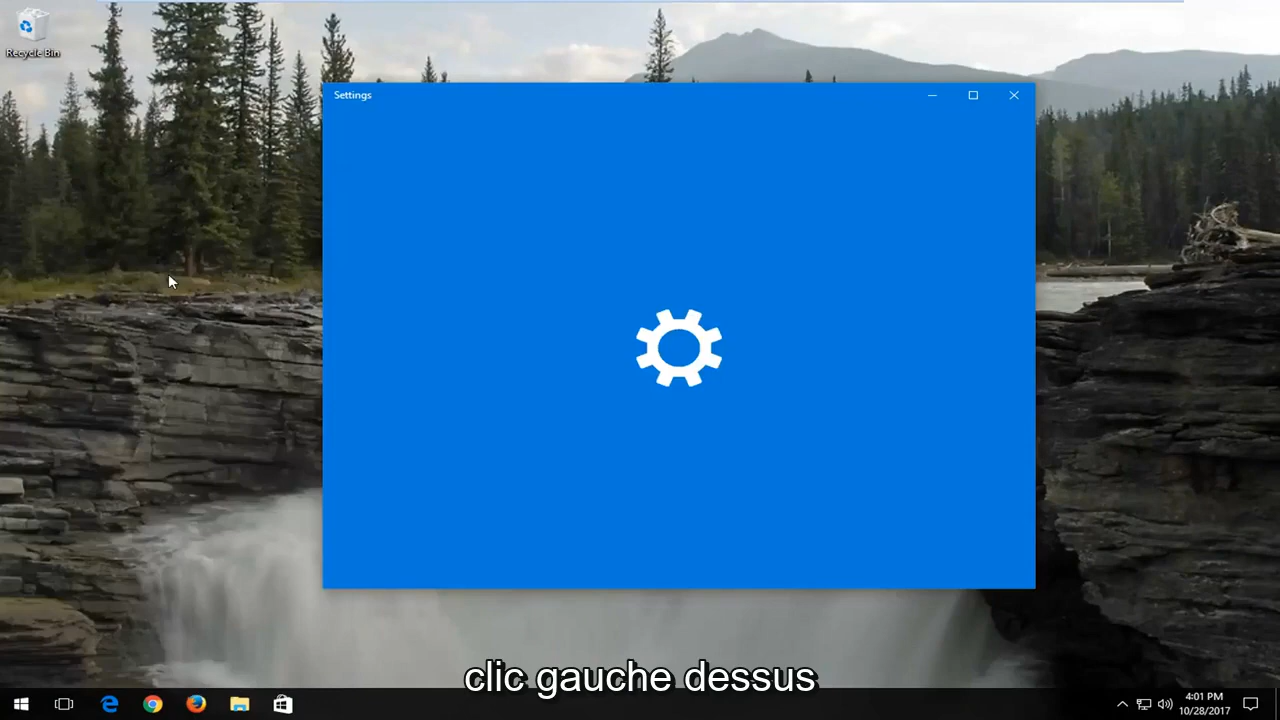 Recycle Bin
Settings
clic gauche dessus
4:01 PM
10/28/2017